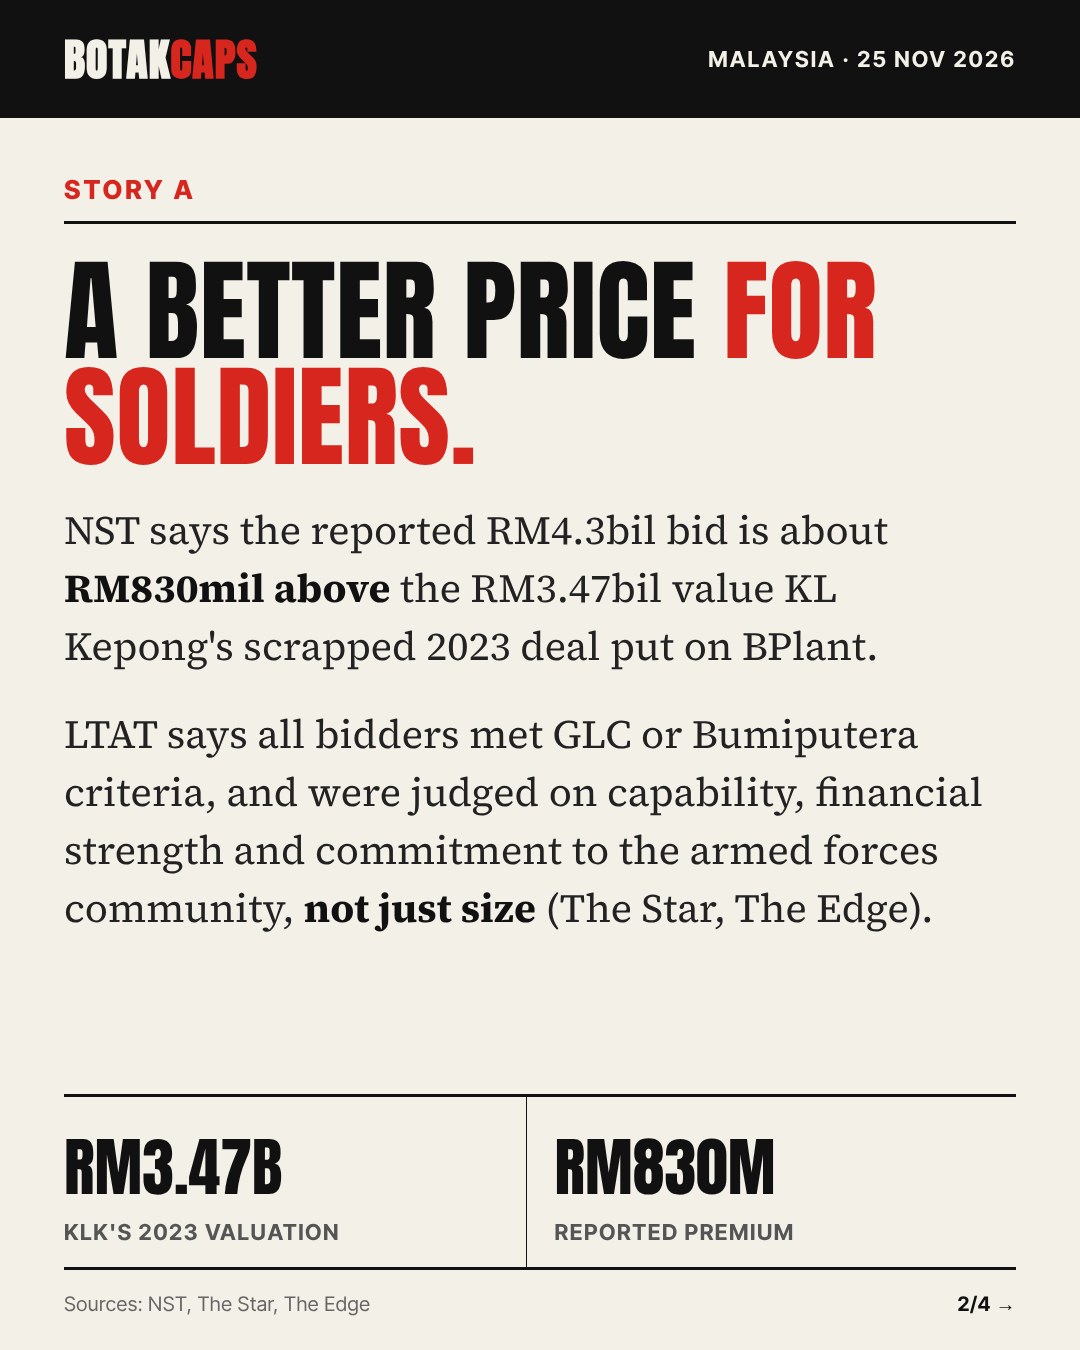 BOTAKCAPS
MALAYSIA · 25 NOV 2026
STORY A
A BETTER PRICE FOR
SOLDIERS.
NST says the reported RM4.3bil bid is about
RM830mil above the RM3.47bil value KL
Kepong's scrapped 2023 deal put on BPlant.
LTAT says all bidders met GLC or Bumiputera
criteria, and were judged on capability, financial
strength and commitment to the armed forces
community, not just size (The Star, The Edge).
RM3.47B
KLK'S 2023 VALUATION
RM830M
REPORTED PREMIUM
Sources: NST, The Star, The Edge
2/4 →